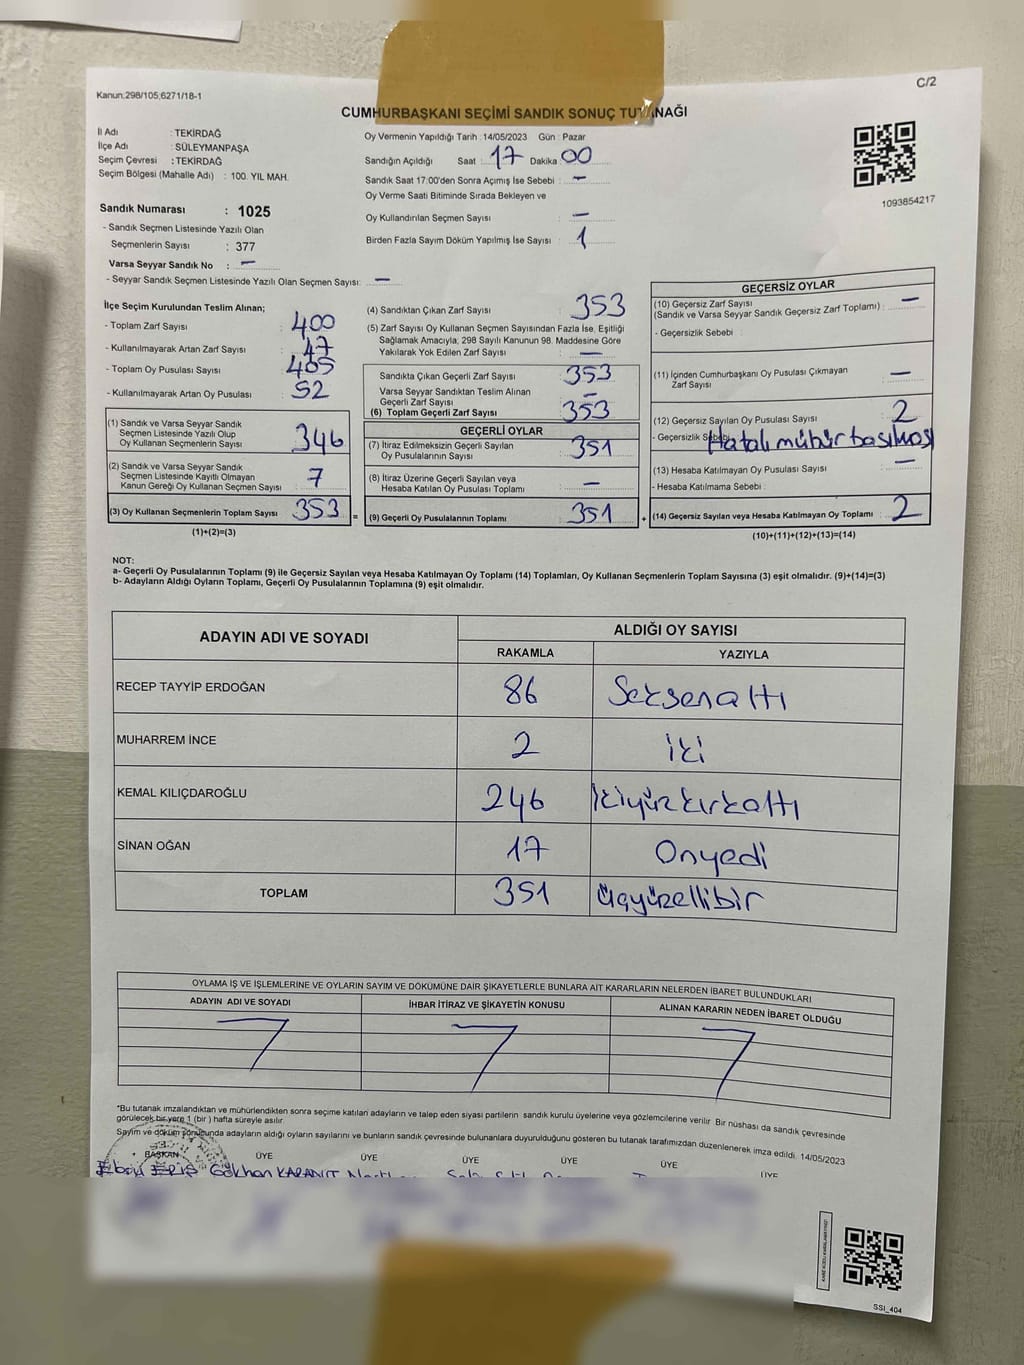 Kanun:298/105;6271/18-1
C/2
CUMHURBAŞKANI SEÇİMİ SANDIK SONUÇ TUTANAĞI
İl Adı : TEKİRDAĞ
İlçe Adı : SÜLEYMANPAŞA
Seçim Çevresi : TEKİRDAĞ
Seçim Bölgesi (Mahalle Adı) : 100. YIL MAH.
Sandık Numarası : 1025
- Sandık Seçmen Listesinde Yazılı Olan
Seçmenlerin Sayısı : 377
Varsa Seyyar Sandık No : —
- Seyyar Sandık Seçmen Listesinde Yazılı Olan Seçmen Sayısı: —
Oy Vermenin Yapıldığı Tarih :14/05/2023 Gün : Pazar
Sandığın Açıldığı Saat : 17 Dakika : 00
Sandık Saat 17:00'den Sonra Açımış İse Sebebi : —
Oy Verme Saati Bitiminde Sırada Bekleyen ve
Oy Kullandırılan Seçmen Sayısı : —
Birden Fazla Sayım Döküm Yapılmış İse Sayısı : 1
1093854217
İlçe Seçim Kurulundan Teslim Alınan;
- Toplam Zarf Sayısı : 400
- Kullanılmayarak Artan Zarf Sayısı : 47
- Toplam Oy Pusulası Sayısı : 405
- Kullanılmayarak Artan Oy Pusulası : 52
(1) Sandık ve Varsa Seyyar Sandık
Seçmen Listesinde Yazılı Olup
Oy Kullanan Seçmenlerin Sayısı : 346
(2) Sandık ve Varsa Seyyar Sandık
Seçmen Listesinde Kayıtlı Olmayan
Kanun Gereği Oy Kullanan Seçmen Sayısı : 7
(3) Oy Kullanan Seçmenlerin Toplam Sayısı : 353
(1)+(2)=(3)
(4) Sandıktan Çıkan Zarf Sayısı : 353
(5) Zarf Sayısı Oy Kullanan Seçmen Sayısından Fazla İse, Eşitliği
Sağlamak Amacıyla, 298 Sayılı Kanunun 98. Maddesine Göre
Yakılarak Yok Edilen Zarf Sayısı : —
Sandıkta Çıkan Geçerli Zarf Sayısı : 353
Varsa Seyyar Sandıktan Teslim Alınan
Geçerli Zarf Sayısı : —
(6) Toplam Geçerli Zarf Sayısı : 353
GEÇERLİ OYLAR
(7) İtiraz Edilmeksizin Geçerli Sayılan
Oy Pusulalarının Sayısı : 351
(8) İtiraz Üzerine Geçerli Sayılan veya
Hesaba Katılan Oy Pusulası Toplamı : —
= (9) Geçerli Oy Pusulalarının Toplamı : 351
GEÇERSİZ OYLAR
(10) Geçersiz Zarf Sayısı
(Sandık ve Varsa Seyyar Sandık Geçersiz Zarf Toplamı) : —
- Geçersizlik Sebebi :
(11) İçinden Cumhurbaşkanı Oy Pusulası Çıkmayan
Zarf Sayısı : —
(12) Geçersiz Sayılan Oy Pusulası Sayısı : 2
- Geçersizlik Sebebi : Hatalı mühür basılması
(13) Hesaba Katılmayan Oy Pusulası Sayısı : —
- Hesaba Katılmama Sebebi :
+ (14) Geçersiz Sayılan veya Hesaba Katılmayan Oy Toplamı : 2
(10)+(11)+(12)+(13)=(14)
NOT:
a- Geçerli Oy Pusulalarının Toplamı (9) ile Geçersiz Sayılan veya Hesaba Katılmayan Oy Toplamı (14) Toplamları, Oy Kullanan Seçmenlerin Toplam Sayısına (3) eşit olmalıdır. (9)+(14)=(3)
b- Adayların Aldığı Oyların Toplamı, Geçerli Oy Pusulalarının Toplamına (9) eşit olmalıdır.
ADAYIN ADI VE SOYADI ALDIĞI OY SAYISI
RAKAMLA YAZIYLA
RECEP TAYYİP ERDOĞAN 86 Seksenaltı
MUHARREM İNCE 2 İki
KEMAL KILIÇDAROĞLU 246 İkiyüzkırkaltı
SİNAN OĞAN 17 Onyedi
TOPLAM 351 üçyüzellibir
OYLAMA İŞ VE İŞLEMLERİNE VE OYLARIN SAYIM VE DÖKÜMÜNE DAİR ŞİKAYETLERLE BUNLARA AİT KARARLARIN NELERDEN İBARET BULUNDUKLARI
ADAYIN ADI VE SOYADI İHBAR İTİRAZ VE ŞİKAYETİN KONUSU ALINAN KARARIN NEDEN İBARET OLDUĞU
*Bu tutanak imzalandıktan ve mühürlendikten sonra seçime katılan adayların ve talep eden siyasi partilerin sandık kurulu üyelerine veya gözlemcilerine verilir. Bir nüshası da sandık çevresinde
görülecek bir yere 1 (bir) hafta süreyle asılır.
Sayım ve döküm sonucunda adayların aldığı oyların sayılarını ve bunların sandık çevresinde bulunanlara duyurulduğunu gösteren bu tutanak tarafımızdan düzenlenerek imza edildi. 14/05/2023
BAŞKAN ÜYE ÜYE ÜYE ÜYE ÜYE ÜYE
Gökhan
SSI_404